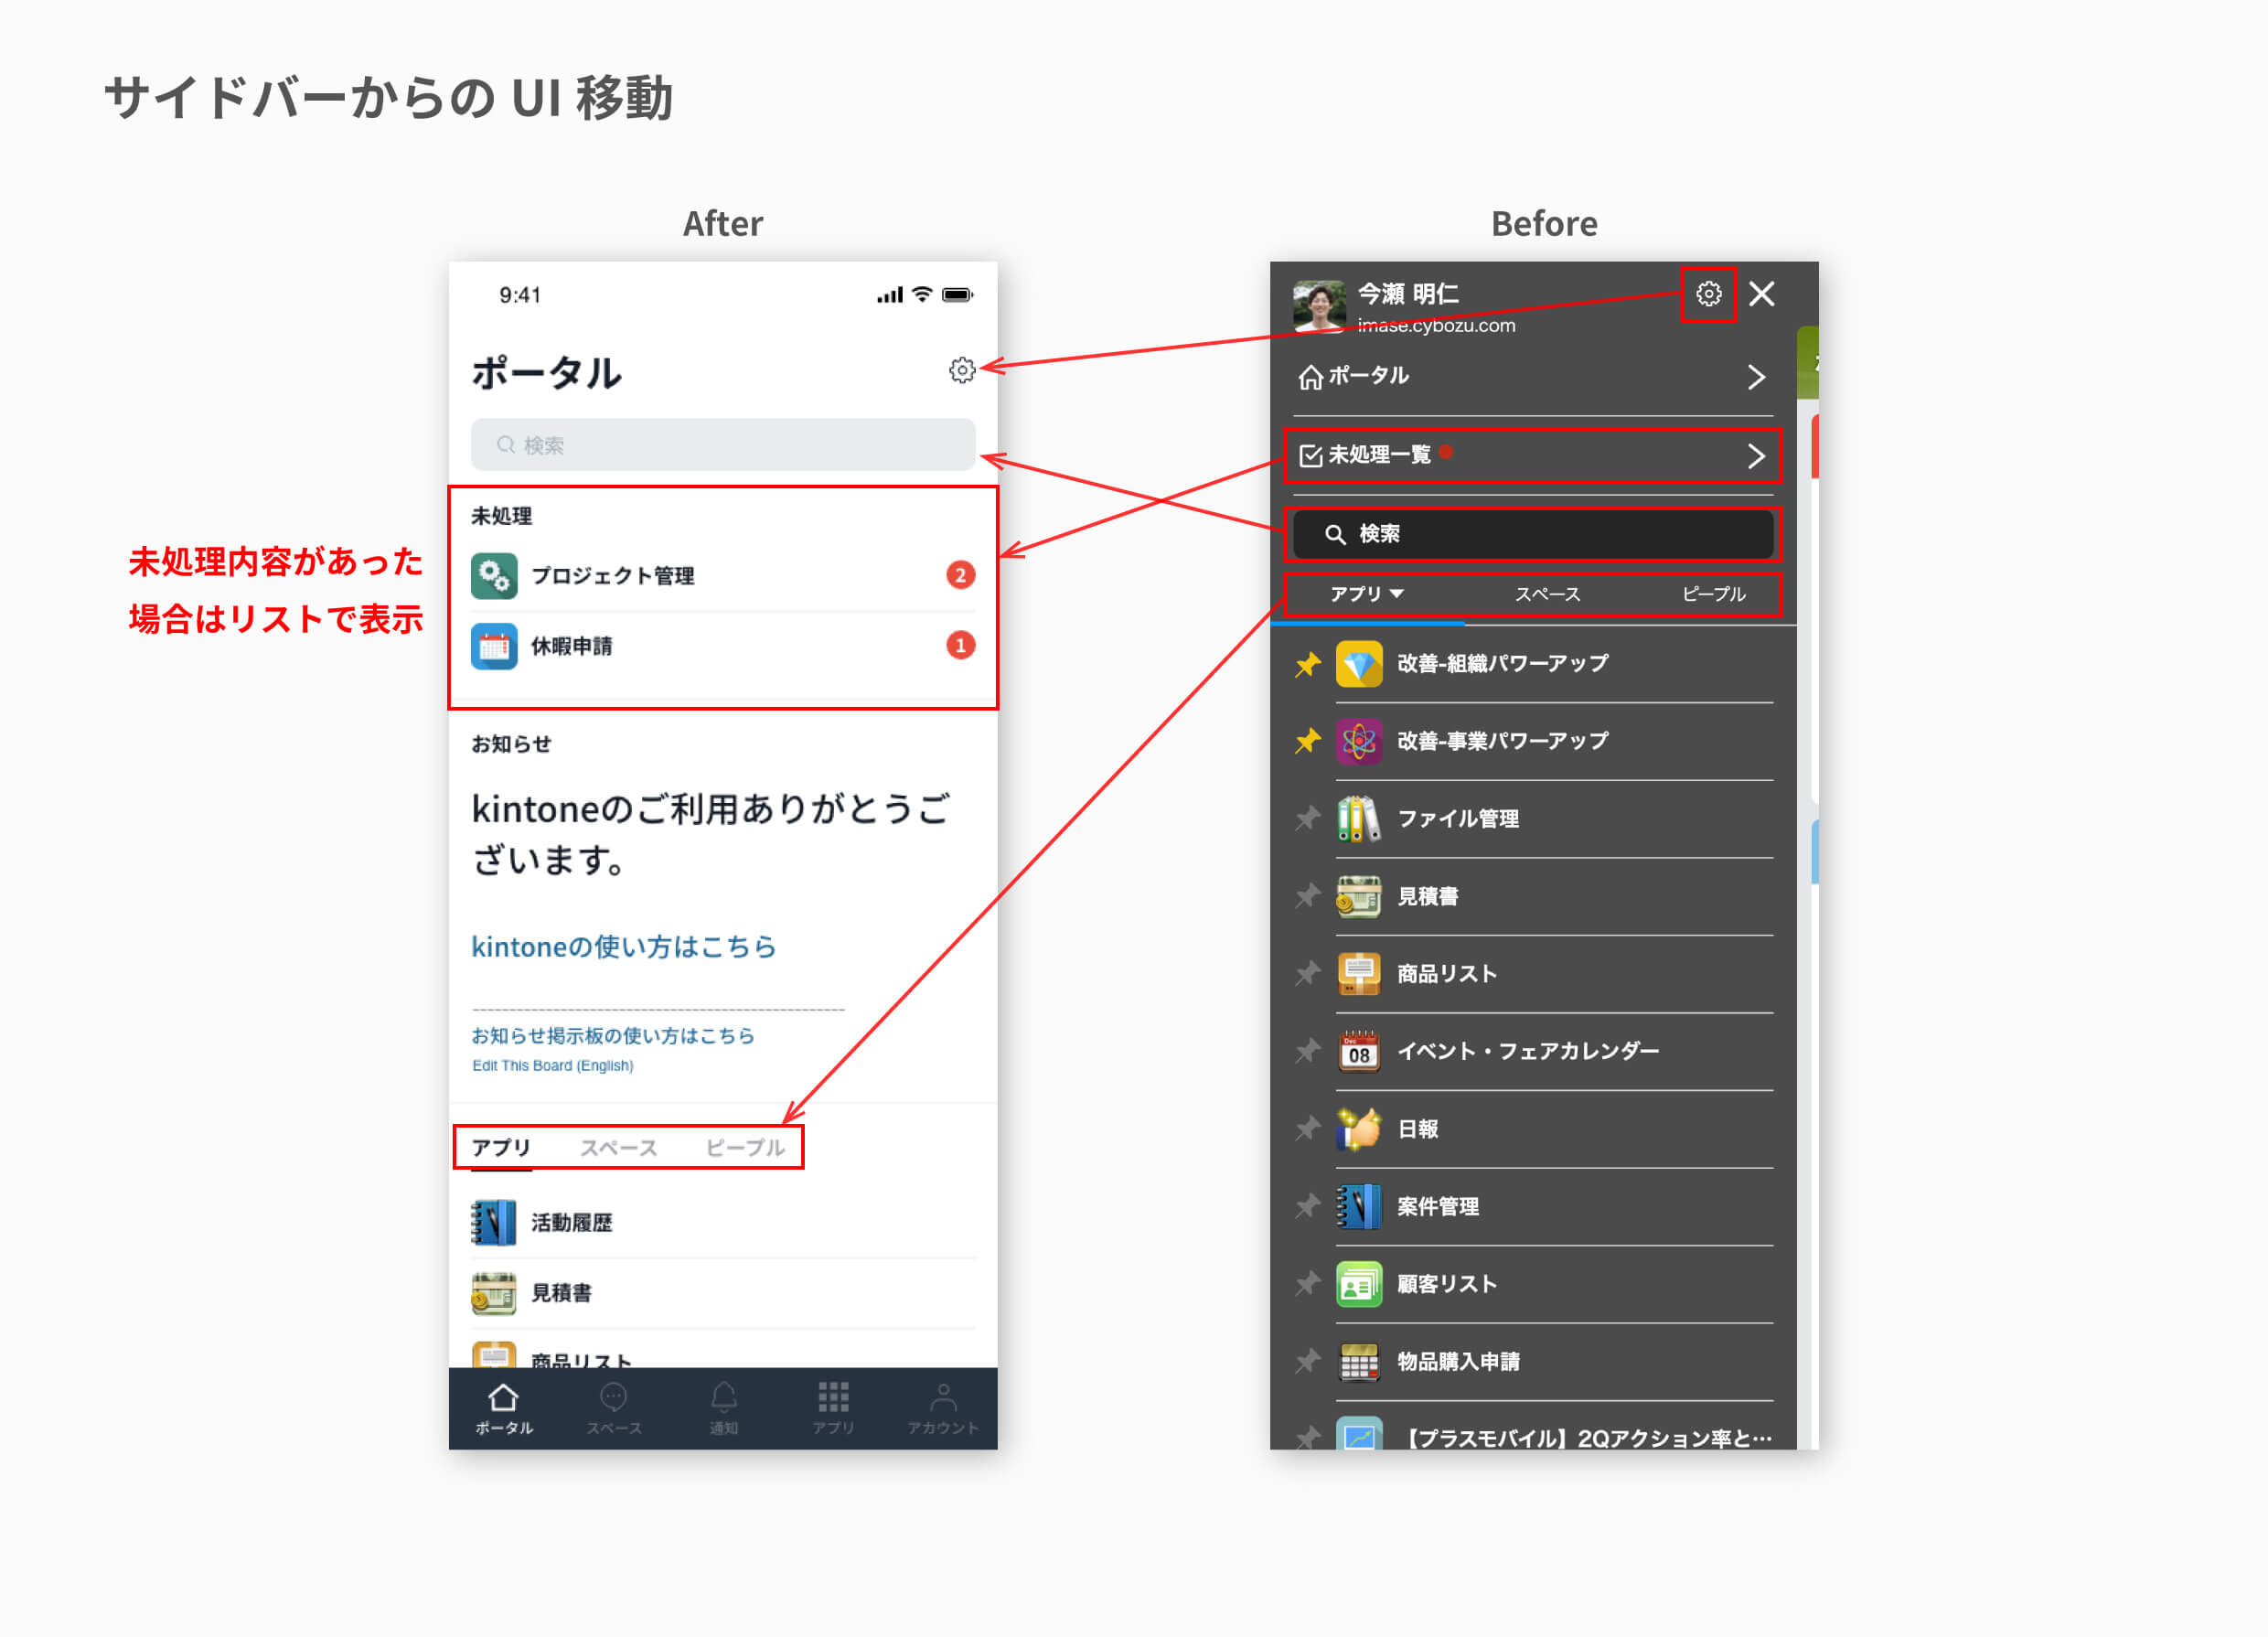 サイドバーからの UI 移動
After
9:41
ポータル
検索
未処理
プロジェクト管理
2
休暇申請
1
未処理内容があった
場合はリストで表示
お知らせ
kintoneのご利用ありがとうご
ざいます。
kintoneの使い方はこちら
お知らせ掲示板の使い方はこちら
Edit This Board (English)
アプリ スペース ピープル
活動履歴
見積書
商品リスト
ポータル スペース 通知 アプリ アカウント
Before
今瀬 明仁
imase.cybozu.com
ポータル
未処理一覧
検索
アプリ スペース ピープル
改善-組織パワーアップ
改善-事業パワーアップ
ファイル管理
見積書
商品リスト
Dec
08
イベント・フェアカレンダー
日報
案件管理
顧客リスト
物品購入申請
【プラスモバイル】2Qアクション率と…